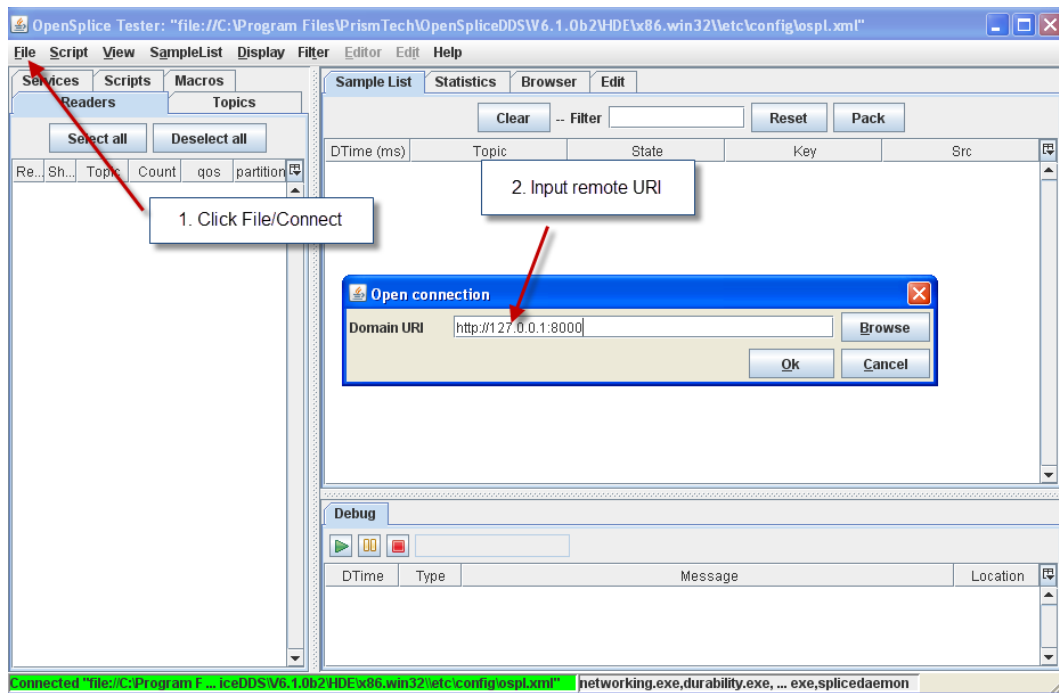 OpenSplice Tester: "file://C:\Program Files\PrismTech\OpenSpliceDDS\V6.1.0b2\HDE\x86.win32\\etc\config\ospl.xml"
File Script View SampleList Display Filter Editor Edit Help
Services Scripts Macros
Readers Topics
Select all Deselect all
Re... Sh... Topic Count qos partition
1. Click File/Connect
Sample List Statistics Browser Edit
Clear -- Filter Reset Pack
DTime (ms) Topic State Key Src
2. Input remote URI
Open connection
Domain URI http://127.0.0.1:8000 Browse
Ok Cancel
Debug
DTime Type Message Location
Connected "file://C:\Program F ... iceDDS\V6.1.0b2\HDE\x86.win32\\etc\config\ospl.xml" networking.exe,durability.exe, ... exe,splicedaemon